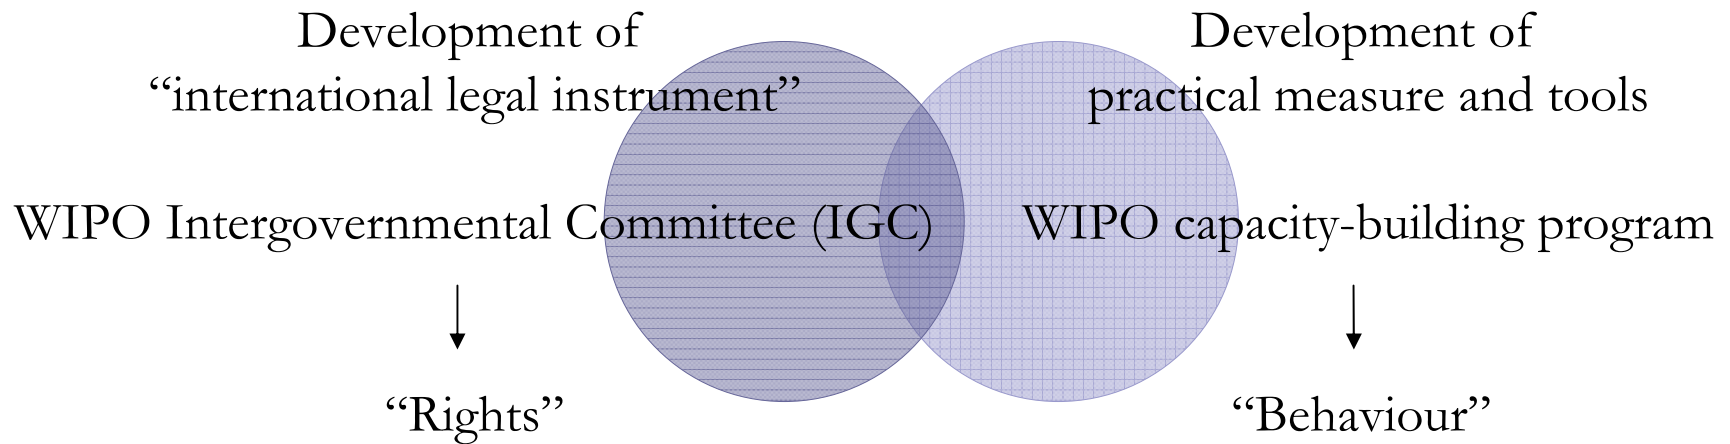 Development of
“international legal instrument”
WIPO Intergovernmental Committee (IGC)
“Rights”
Development of
practical measure and tools
WIPO capacity-building program
“Behaviour”